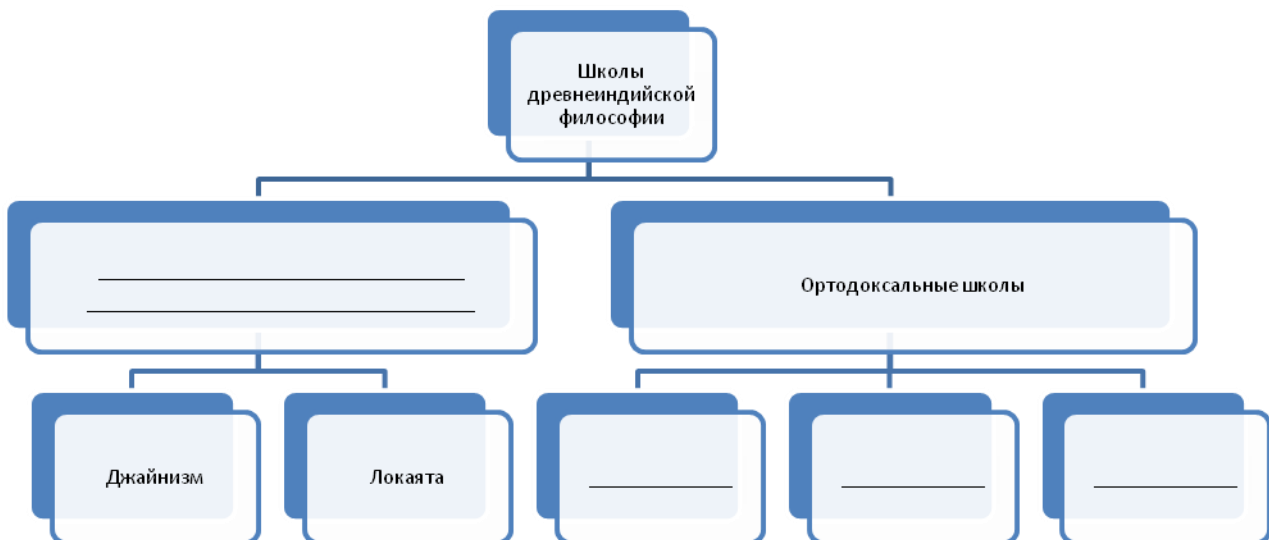 Школы
древнеиндийской
философии
Ортодоксальные школы
Джайнизм
Локаята